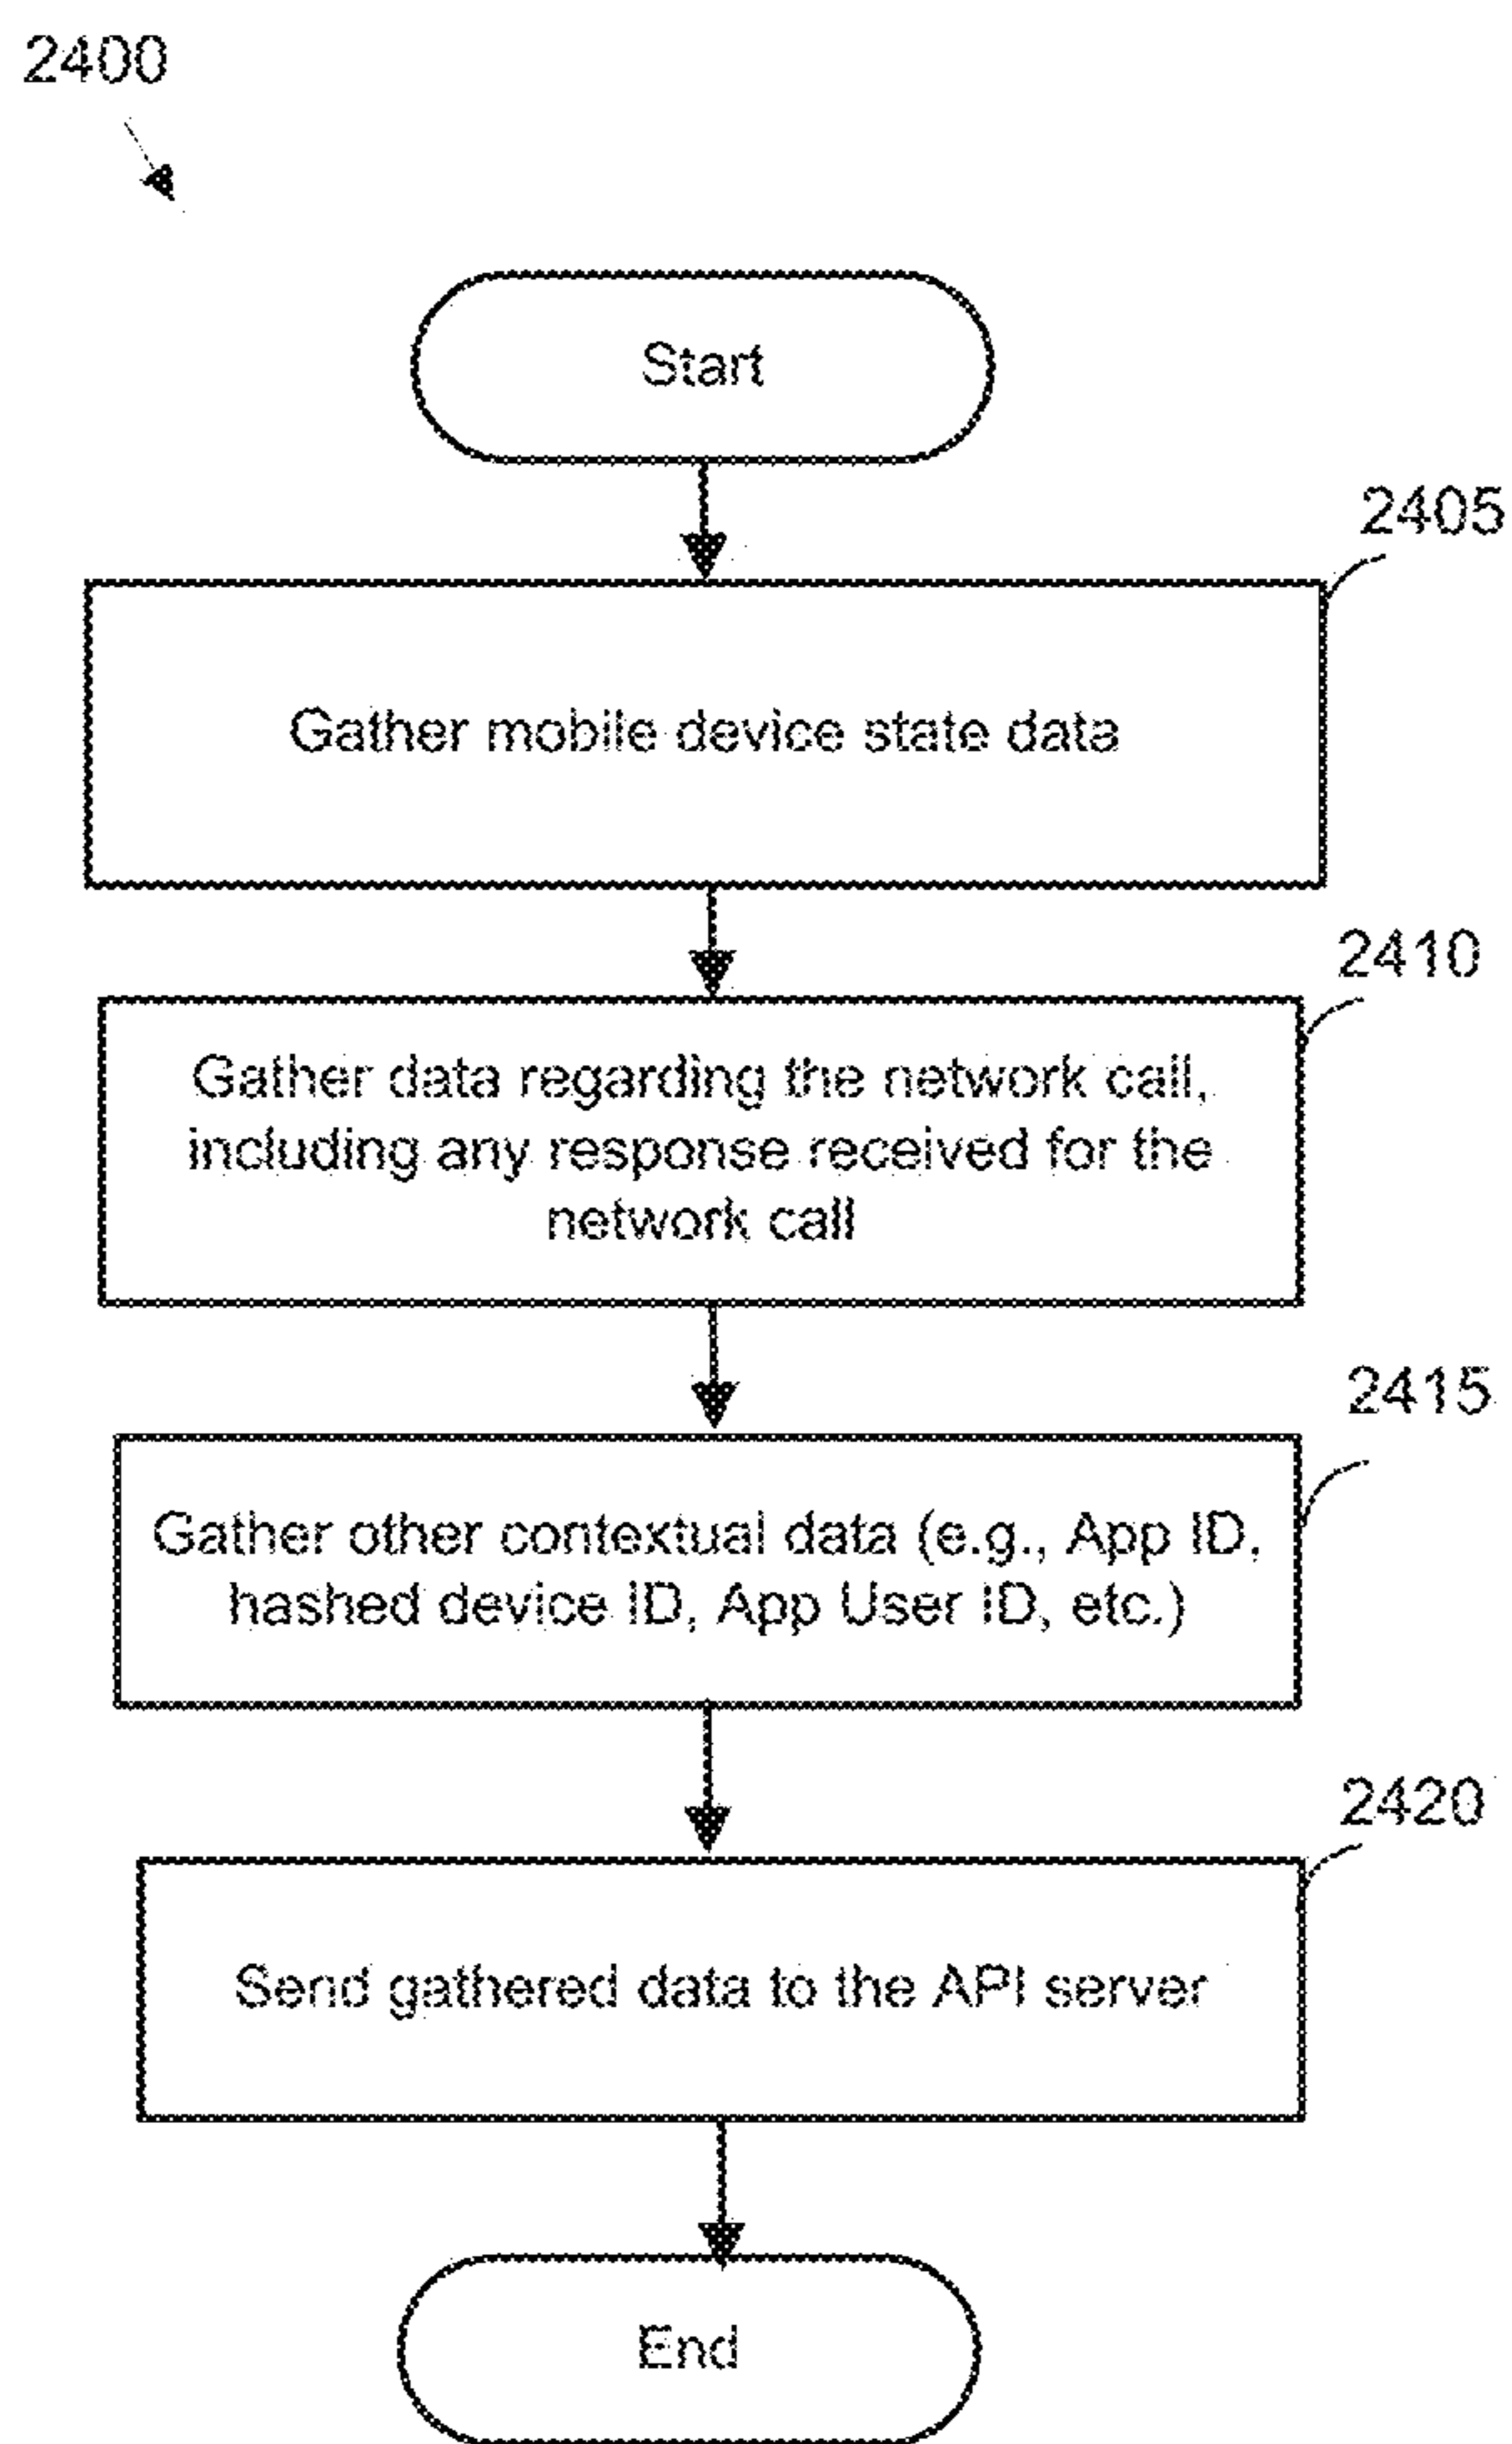 2400
Start
2405
Gather mobile device state data
2410
Gather data regarding the network call,
including any response received for the
network call
2415
Gather other contextual data (e.g., App ID,
hashed device ID, App User ID, etc.)
2420
Send gathered data to the API server
End